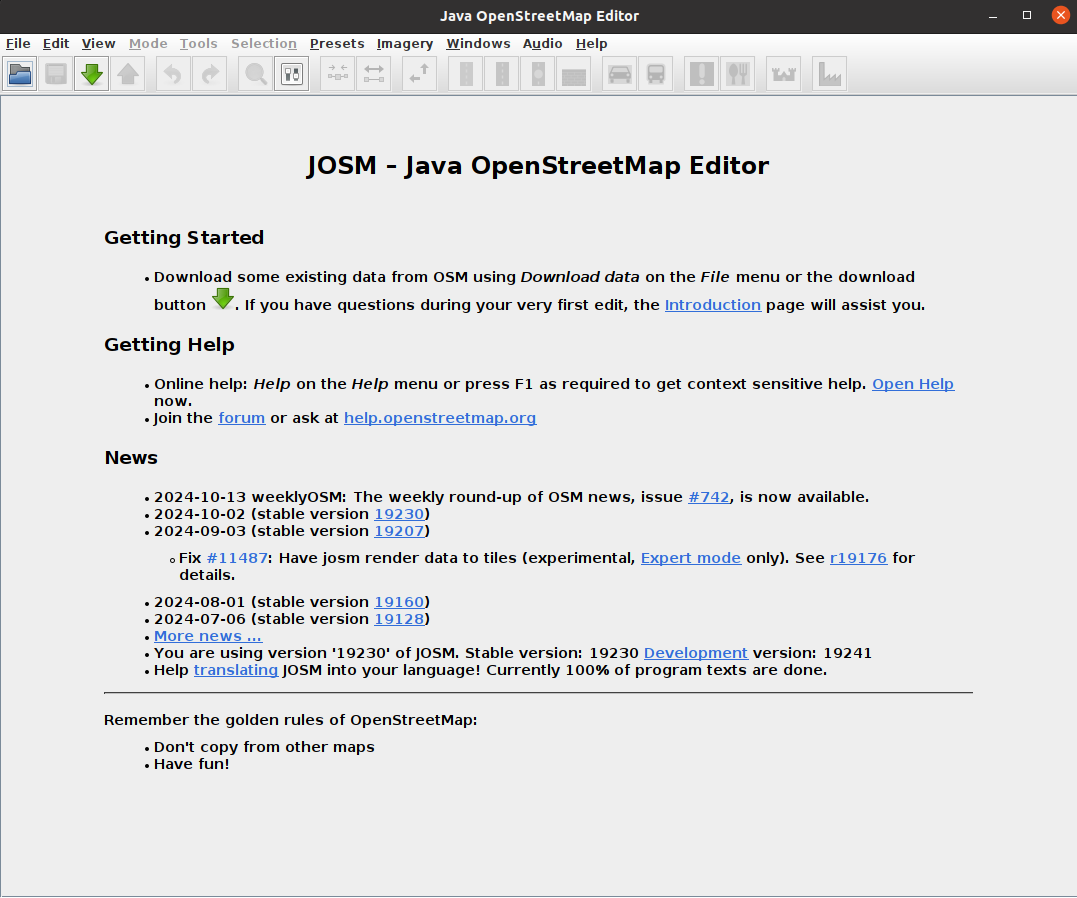 Java OpenStreetMap Editor
File Edit View Mode Tools Selection Presets Imagery Windows Audio Help
JOSM – Java OpenStreetMap Editor
Getting Started
Download some existing data from OSM using Download data on the File menu or the download
button . If you have questions during your very first edit, the Introduction page will assist you.
Getting Help
Online help: Help on the Help menu or press F1 as required to get context sensitive help. Open Help
now.
Join the forum or ask at help.openstreetmap.org
News
2024-10-13 weeklyOSM: The weekly round-up of OSM news, issue #742, is now available.
2024-10-02 (stable version 19230)
2024-09-03 (stable version 19207)
Fix #11487: Have josm render data to tiles (experimental, Expert mode only). See r19176 for
details.
2024-08-01 (stable version 19160)
2024-07-06 (stable version 19128)
More news ...
You are using version '19230' of JOSM. Stable version: 19230 Development version: 19241
Help translating JOSM into your language! Currently 100% of program texts are done.
Remember the golden rules of OpenStreetMap:
Don't copy from other maps
Have fun!